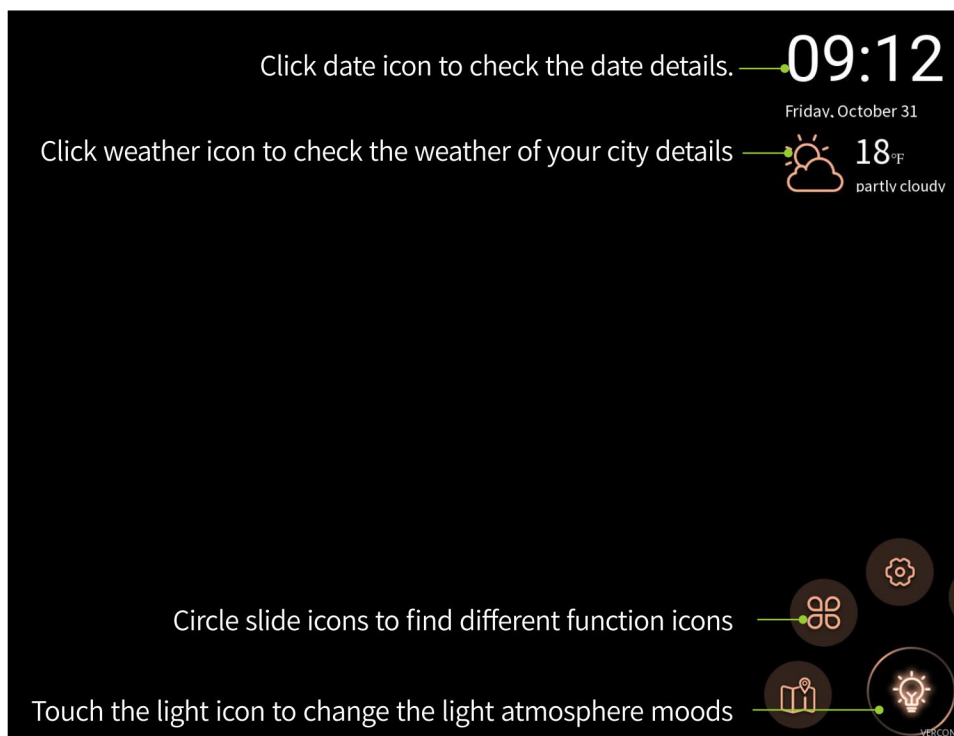 Click date icon to check the date details.
09:12
Friday, October 31
Click weather icon to check the weather of your city details
18°F
partly cloudy
Circle slide icons to find different function icons
Touch the light icon to change the light atmosphere moods
VERCON